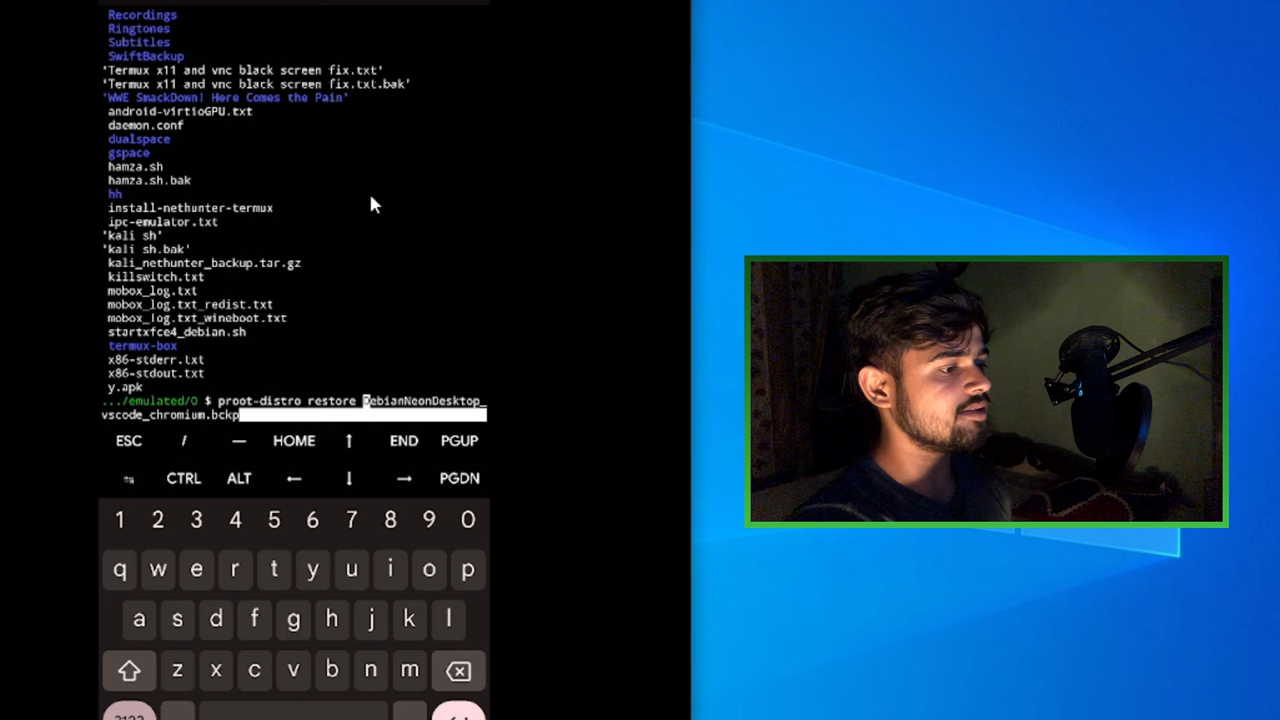 Recordings
Ringtones
Subtitles
SwiftBackup
'Termux x11 and vnc black screen fix.txt'
'Termux x11 and vnc black screen fix.txt.bak'
'WWE SmackDown! Here Comes the Pain'
android-virtioGPU.txt
daemon.conf
dualspace
gspace
hamza.sh
hamza.sh.bak
hh
install-nethunter-termux
ipc-emulator.txt
'kali sh'
'kali sh.bak'
kali_nethunter_backup.tar.gz
killswitch.txt
mobox_log.txt
mobox_log.txt_redist.txt
mobox_log.txt_wineboot.txt
startxfce4_debian.sh
termux-box
x86-stderr.txt
x86-stdout.txt
y.apk
.../emulated/0 $ proot-distro restore DebianNeonDesktop_
vscode_chromium.bckp
ESC / — HOME ↑ END PGUP
↹ CTRL ALT ← ↓ → PGDN
1 2 3 4 5 6 7 8 9 0
q w e r t y u i o p
a s d f g h j k l
z x c v b n m